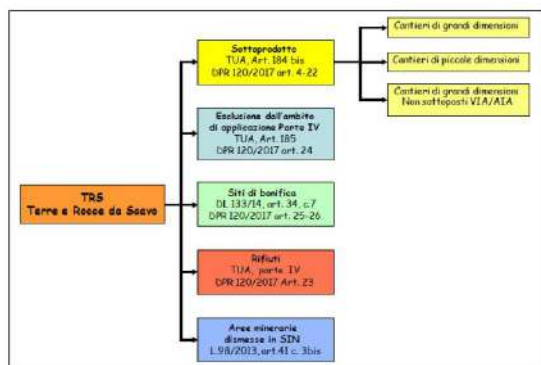 TRS
Terre e Rocce da Scavo
Sottoprodotto
TUA, Art. 184 bis
DPR 120/2017 art. 4-22
Esclusione dall'ambito
di applicazione Parte IV
TUA, Art. 185
DPR 120/2017 art. 24
Siti di bonifica
DL 133/14, art. 34, c.7
DPR 120/2017 art. 25-26
Rifiuti
TUA, parte IV
DPR 120/2017 Art. 23
Aree minerarie
dismesse in SIN
L.98/2013, art.41 c. 3bis
Cantieri di grandi dimensioni
Cantieri di piccole dimensioni
Cantieri di grandi dimensioni
Non sottoposti VIA/AIA